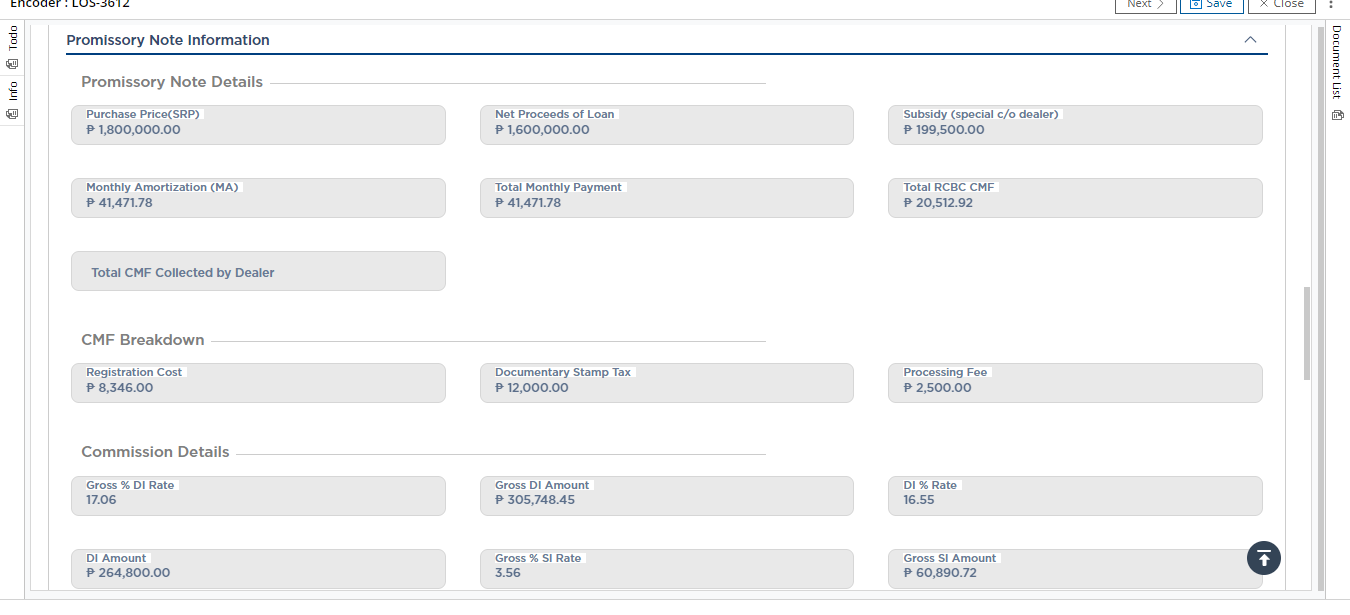 Encoder : LOS-3612
Next
Save
Close
Todo
Info
Document List
Promissory Note Information
Promissory Note Details
Purchase Price(SRP)
₱ 1,800,000.00
Net Proceeds of Loan
₱ 1,600,000.00
Subsidy (special c/o dealer)
₱ 199,500.00
Monthly Amortization (MA)
₱ 41,471.78
Total Monthly Payment
₱ 41,471.78
Total RCBC CMF
₱ 20,512.92
Total CMF Collected by Dealer
CMF Breakdown
Registration Cost
₱ 8,346.00
Documentary Stamp Tax
₱ 12,000.00
Processing Fee
₱ 2,500.00
Commission Details
Gross % DI Rate
17.06
Gross DI Amount
₱ 305,748.45
DI % Rate
16.55
DI Amount
₱ 264,800.00
Gross % SI Rate
3.56
Gross SI Amount
₱ 60,890.72